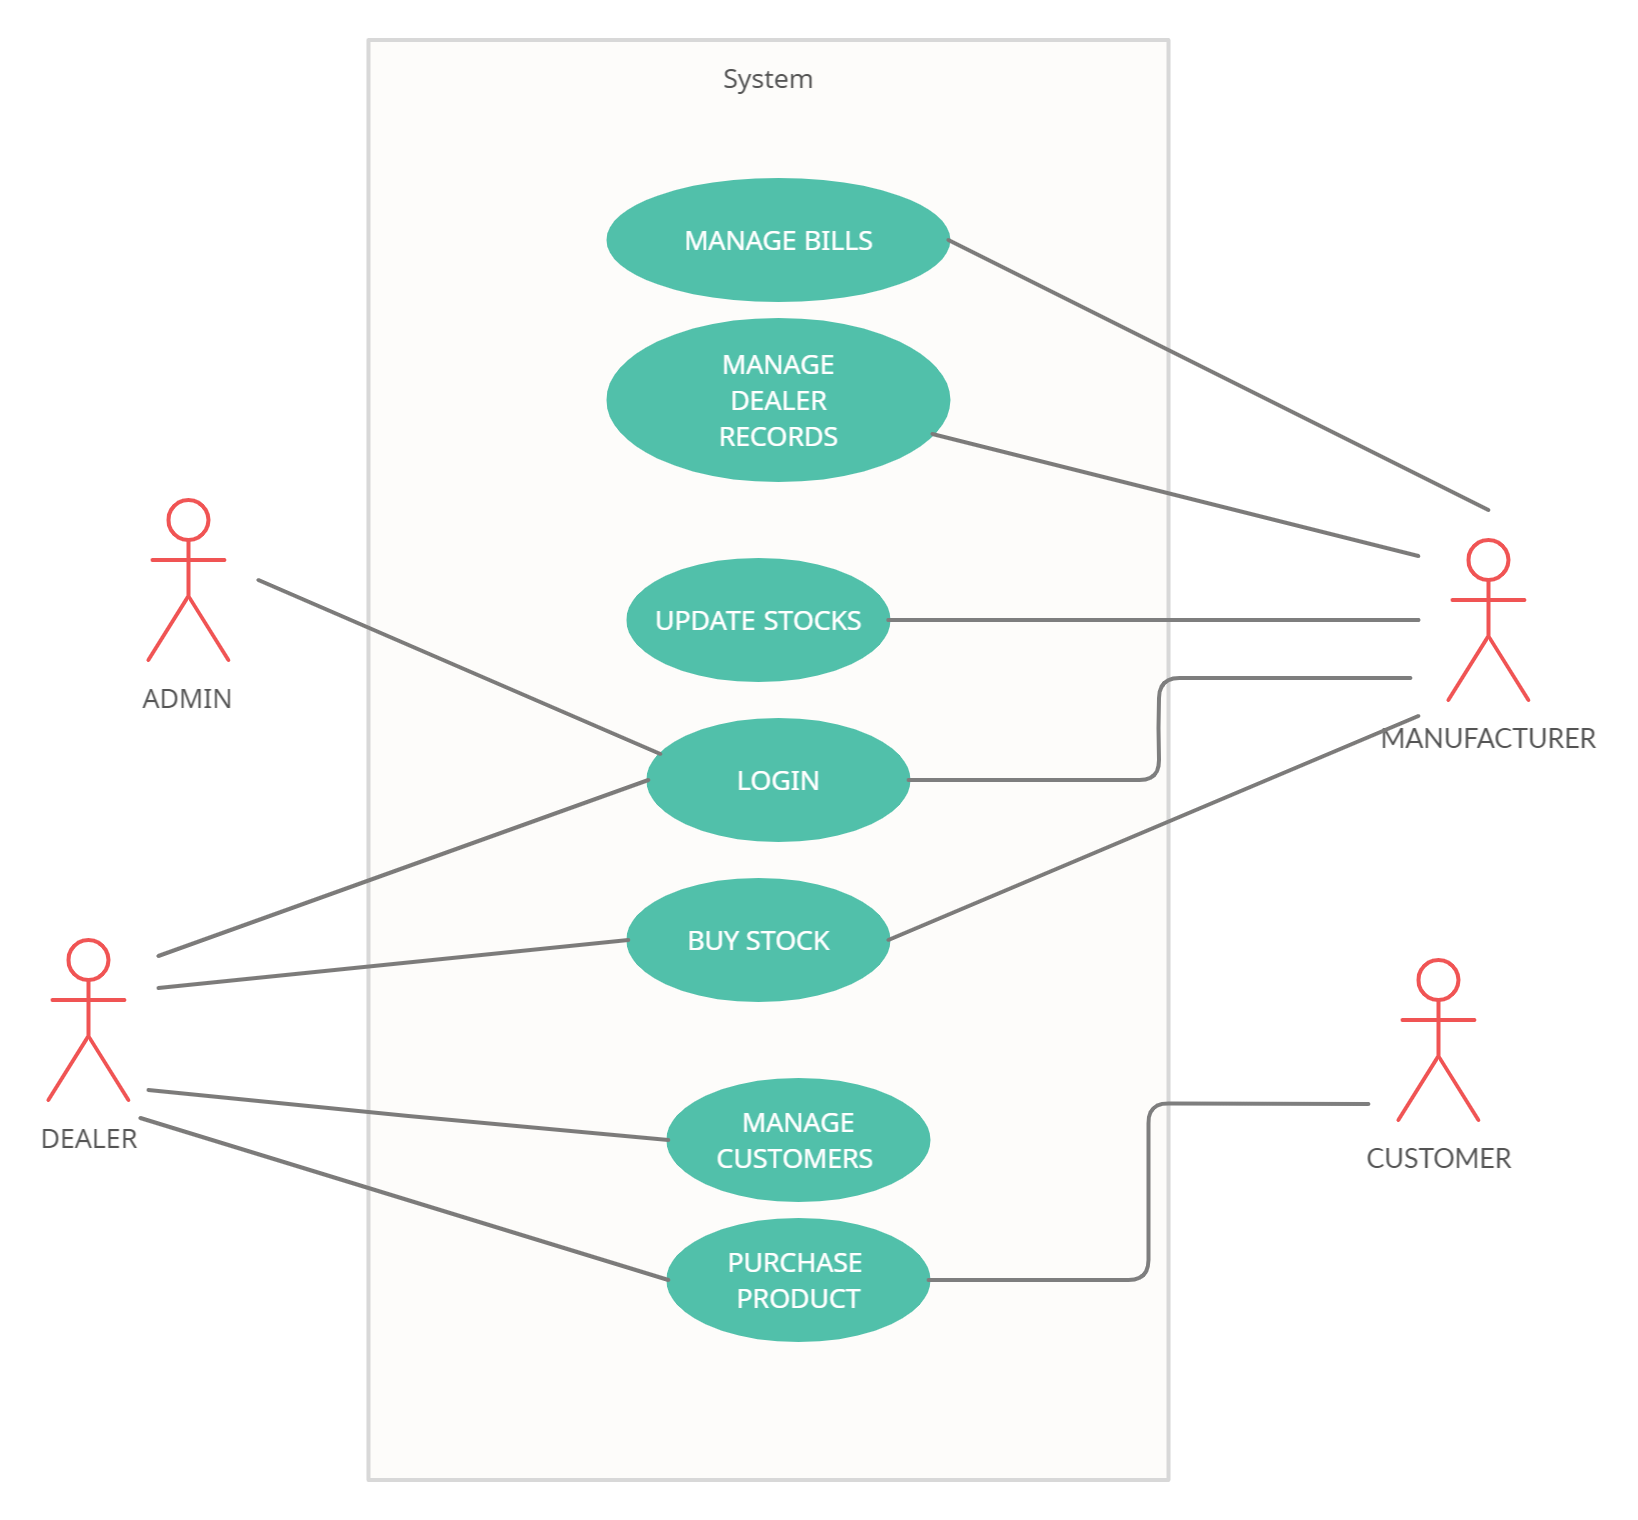 System
MANAGE BILLS
MANAGE
DEALER
RECORDS
UPDATE STOCKS
ADMIN
MANUFACTURER
LOGIN
BUY STOCK
DEALER
MANAGE
CUSTOMERS
CUSTOMER
PURCHASE
PRODUCT